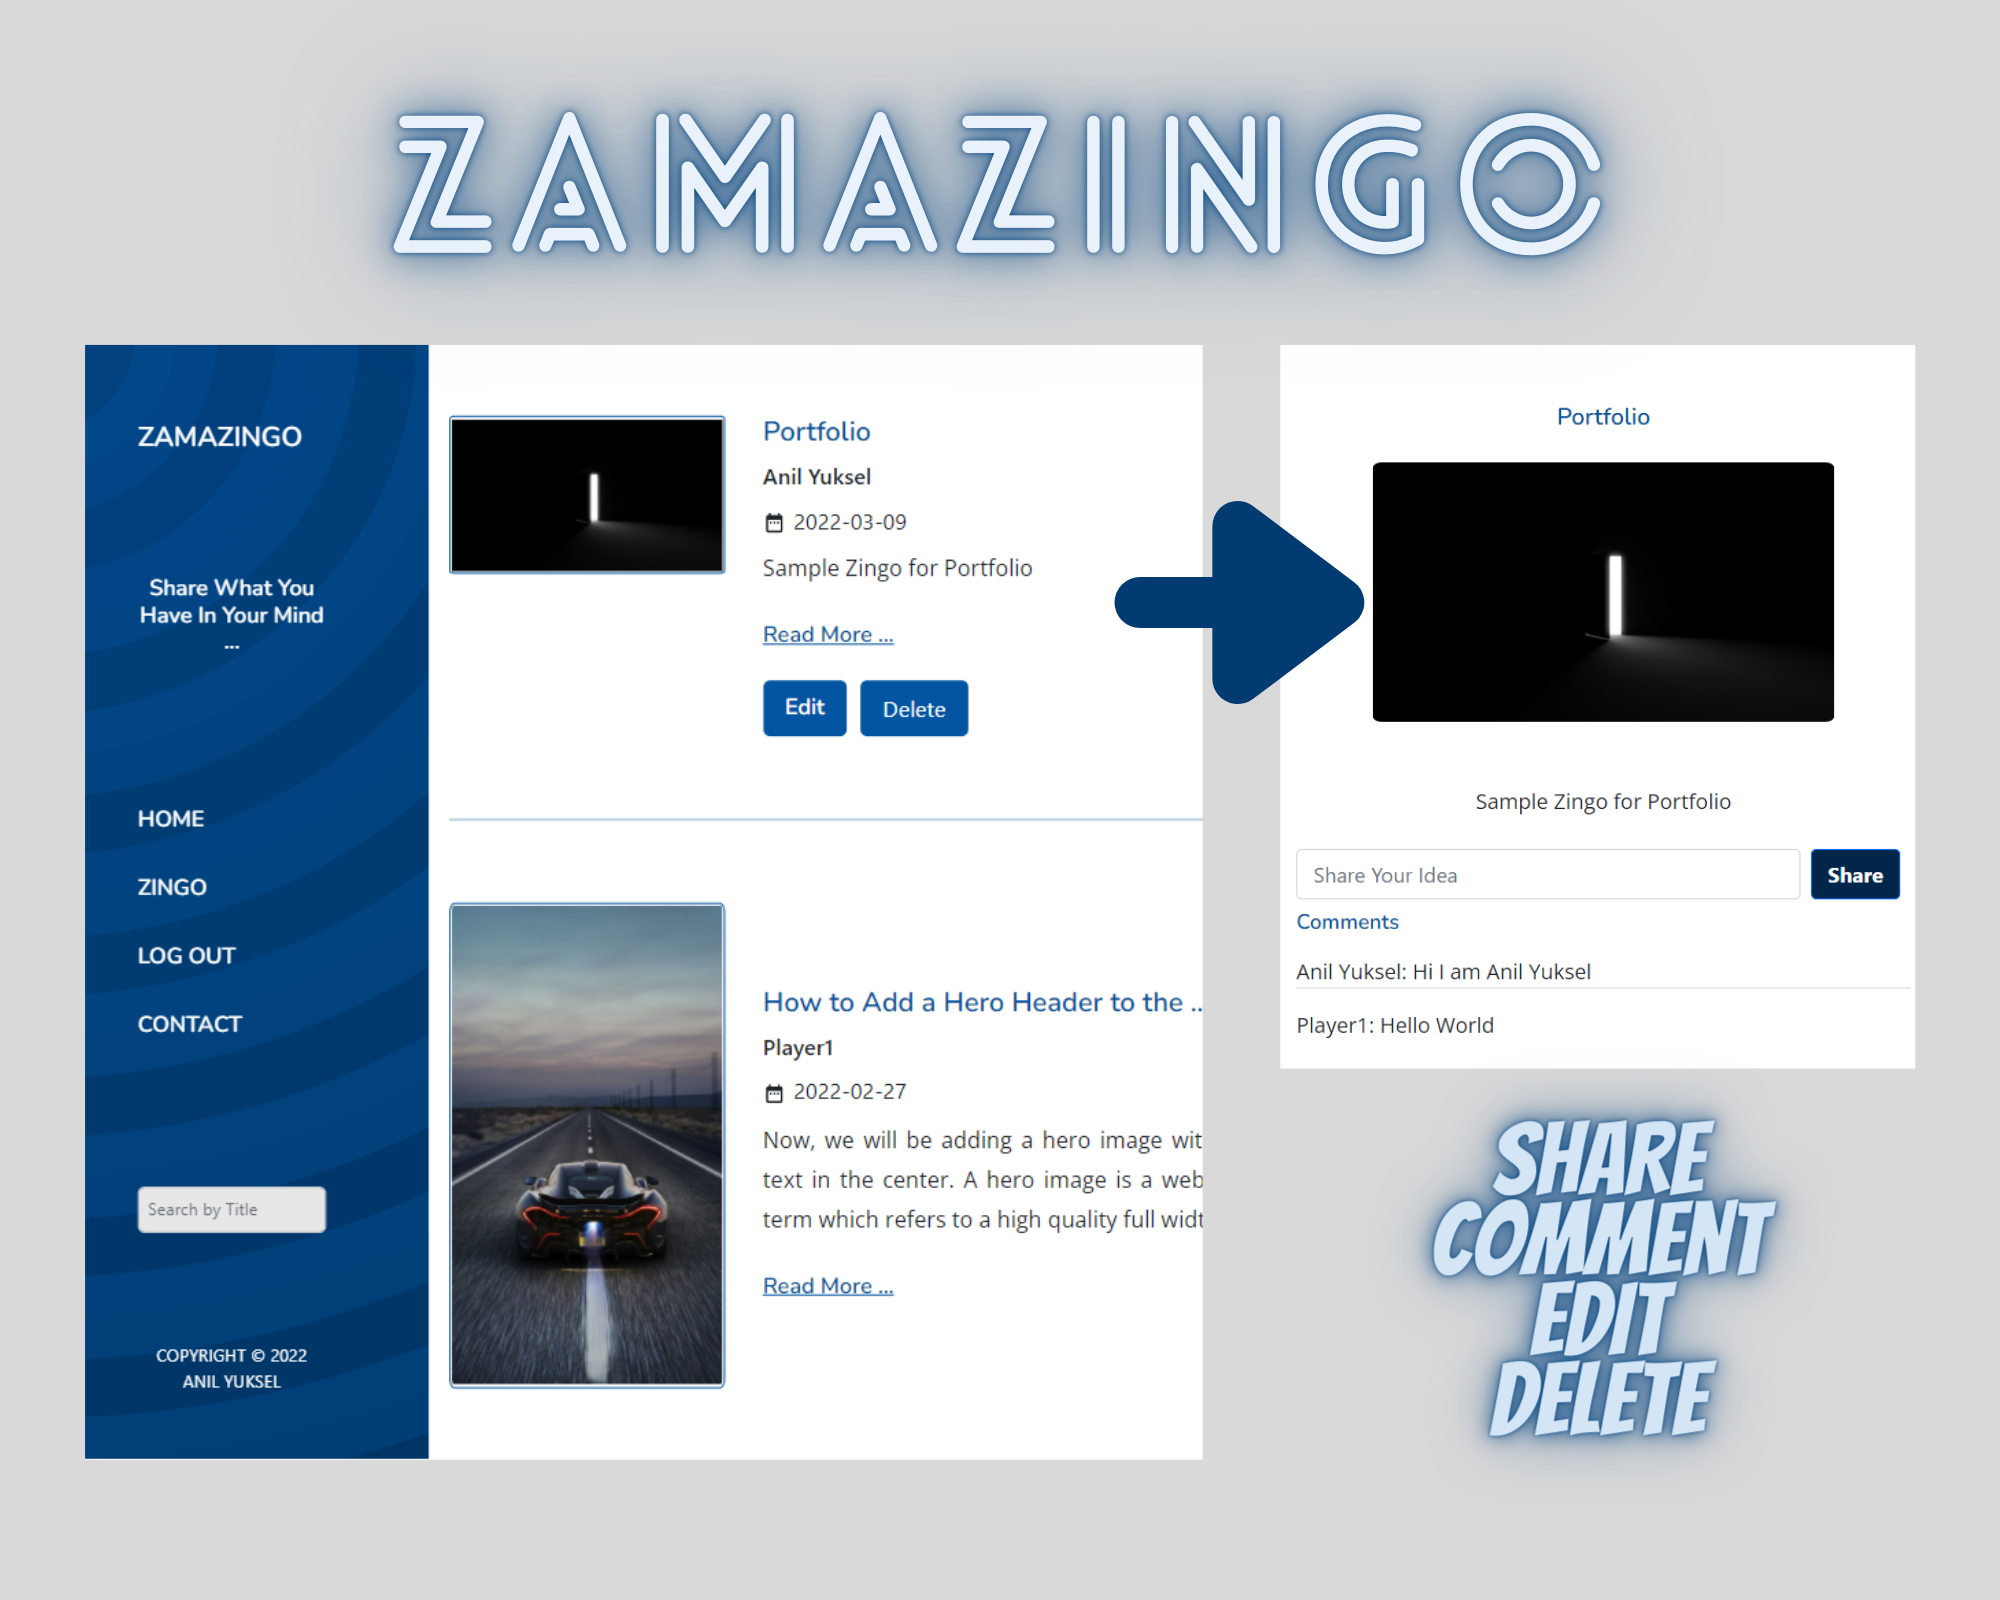 ZAMAZINGO
ZAMAZINGO
Share What You
Have In Your Mind
...
HOME
ZINGO
LOG OUT
CONTACT
Search by Title
COPYRIGHT © 2022
ANIL YUKSEL
Portfolio
Anil Yuksel
2022-03-09
Sample Zingo for Portfolio
Read More ...
Edit
Delete
How to Add a Hero Header to the ..
Player1
2022-02-27
Now, we will be adding a hero image wit
text in the center. A hero image is a web
term which refers to a high quality full widt
Read More ...
Portfolio
Sample Zingo for Portfolio
Share Your Idea
Share
Comments
Anil Yuksel: Hi I am Anil Yuksel
Player1: Hello World
SHARE
COMMENT
EDIT
DELETE